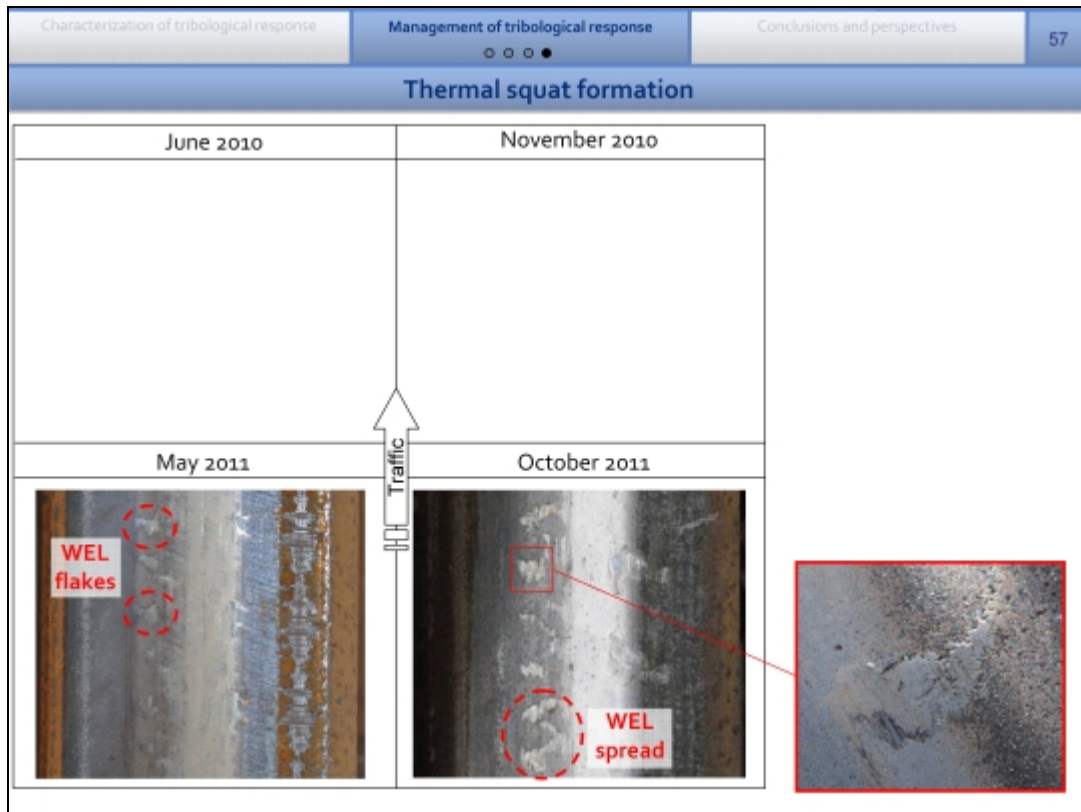 Characterization of tribological response
Management of tribological response
Conclusions and perspectives
57
Thermal squat formation
June 2010
November 2010
Traffic
May 2011
October 2011
WEL
flakes
WEL
spread